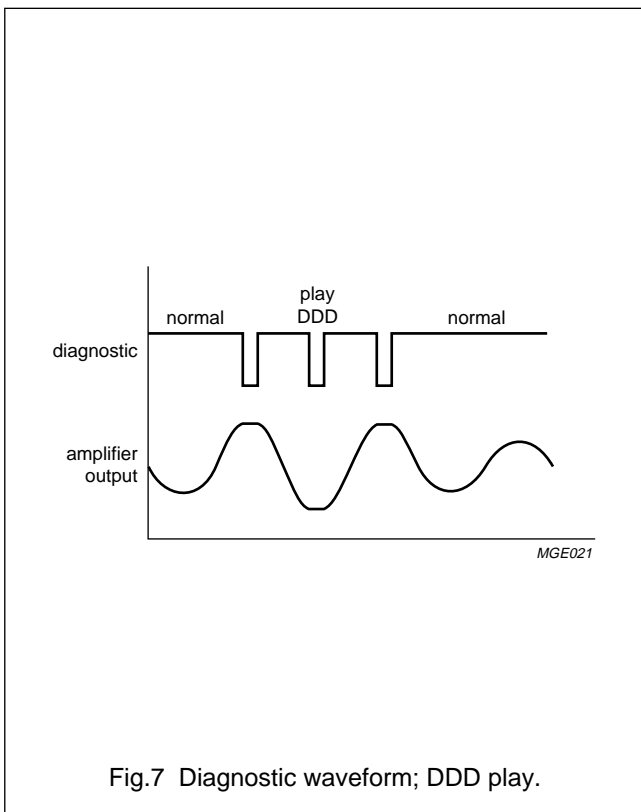 play
normal DDD normal
diagnostic
amplifier
output
MGE021
Fig.7 Diagnostic waveform; DDD play.